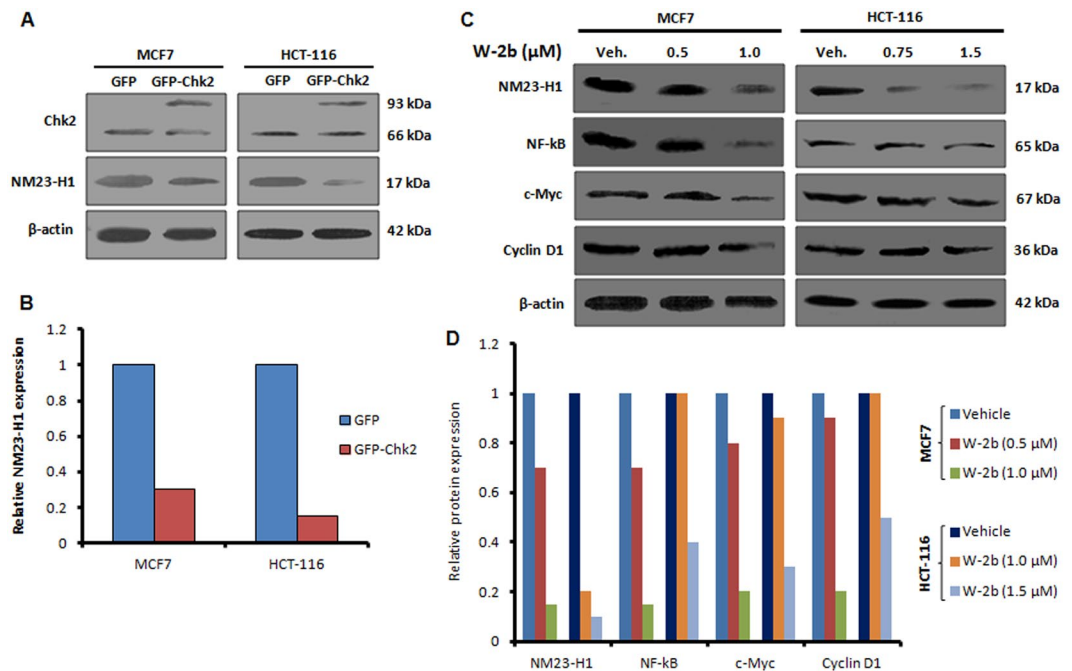 A
MCF7 HCT-116
GFP GFP-Chk2 GFP GFP-Chk2
Chk2
93 kDa
66 kDa
NM23-H1 17 kDa
β-actin 42 kDa
B
Relative NM23-H1 expression
1.2
1
0.8
0.6
0.4
0.2
0
MCF7 HCT-116
GFP
GFP-Chk2
C
MCF7 HCT-116
W-2b (μM) Veh. 0.5 1.0 Veh. 0.75 1.5
NM23-H1 17 kDa
NF-kB 65 kDa
c-Myc 67 kDa
Cyclin D1 36 kDa
β-actin 42 kDa
D
Relative protein expression
1.2
1
0.8
0.6
0.4
0.2
0
NM23-H1 NF-kB c-Myc Cyclin D1
MCF7
Vehicle
W-2b (0.5 μM)
W-2b (1.0 μM)
HCT-116
Vehicle
W-2b (1.0 μM)
W-2b (1.5 μM)